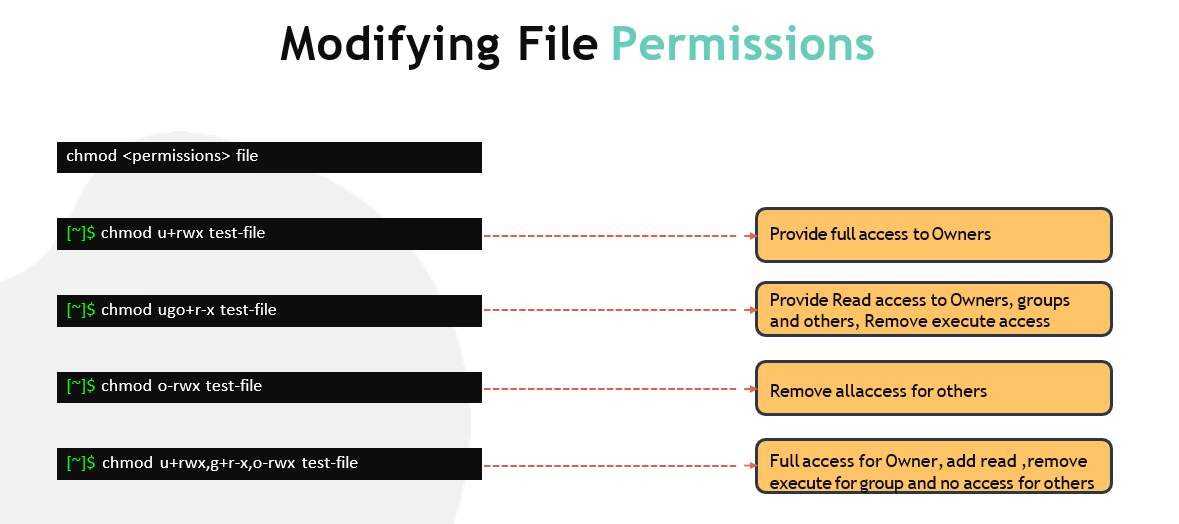 Modifying File Permissions
chmod <permissions> file
[~]$ chmod u+rwx test-file
Provide full access to Owners
[~]$ chmod ugo+r-x test-file
Provide Read access to Owners, groups
and others, Remove execute access
[~]$ chmod o-rwx test-file
Remove allaccess for others
[~]$ chmod u+rwx,g+r-x,o-rwx test-file
Full access for Owner, add read ,remove
execute for group and no access for others